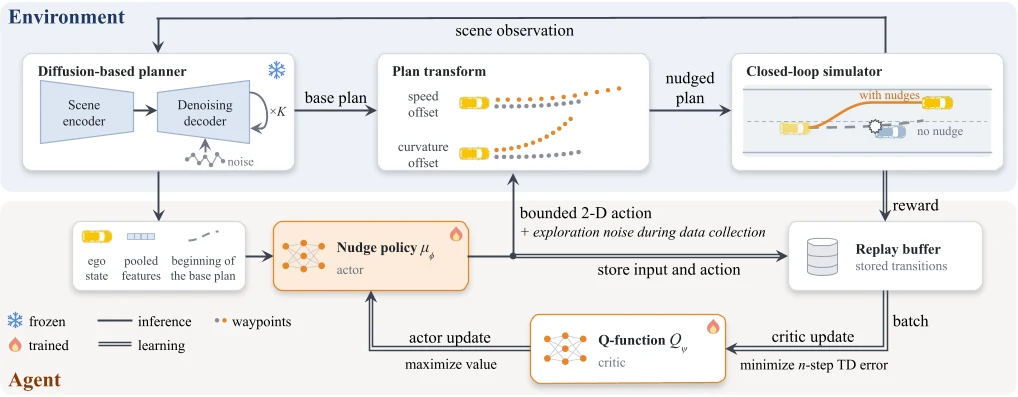 Environment
scene observation
Diffusion-based planner
Scene
encoder
Denoising
decoder
×K
noise
base plan
Plan transform
speed
offset
curvature
offset
nudged
plan
Closed-loop simulator
with nudges
no nudge
reward
bounded 2-D action
+ exploration noise during data collection
ego
state
pooled
features
beginning of
the base plan
Nudge policy μϕ
actor
store input and action
Replay buffer
stored transitions
frozen
inference
waypoints
trained
learning
actor update
maximize value
Q-function Qψ
critic
critic update
minimize n-step TD error
batch
Agent